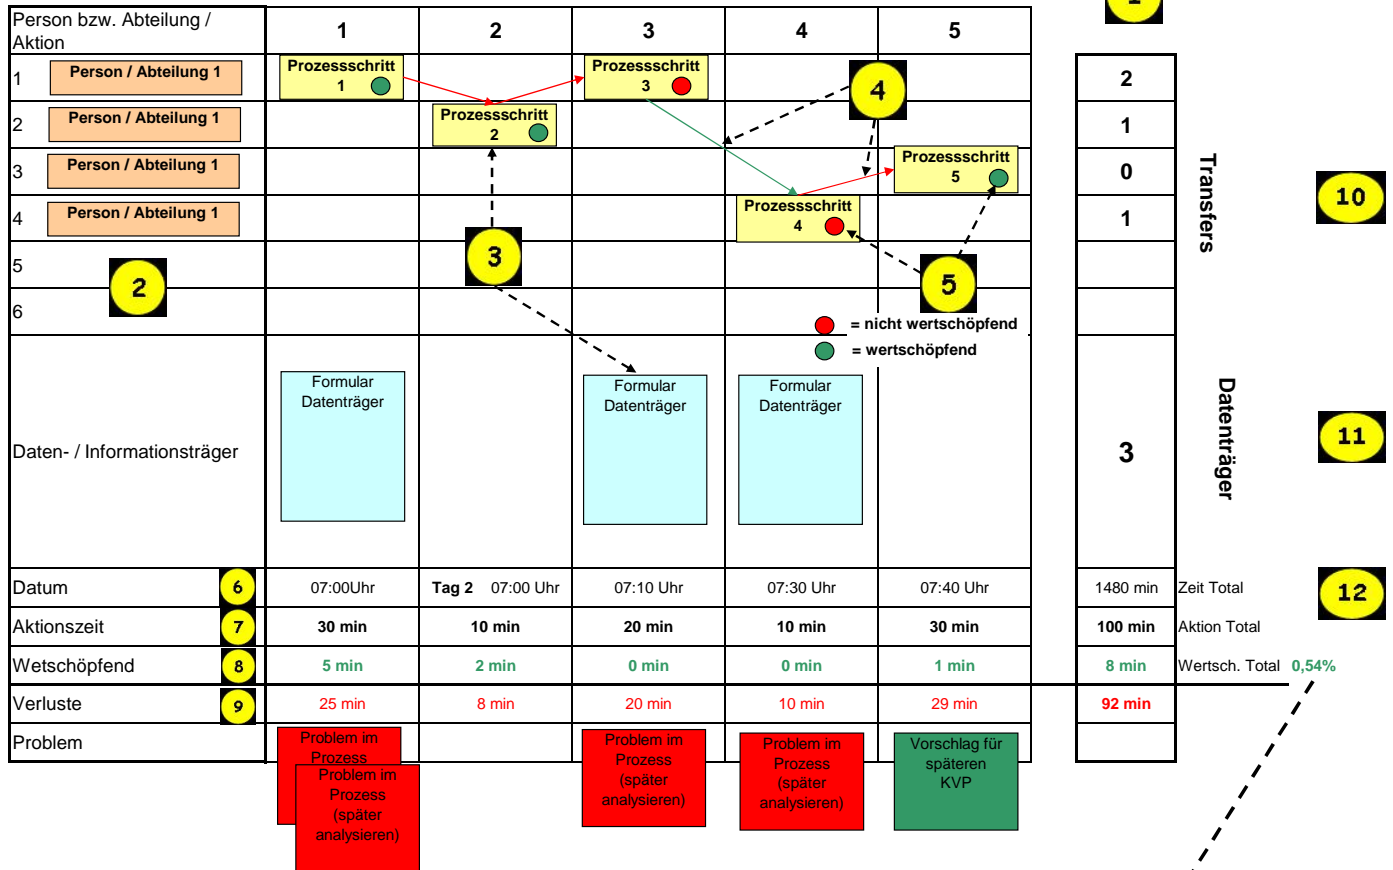 Person bzw. Abteilung /
Aktion
1 2 3 4 5
1
1 Person / Abteilung 1
Prozessschritt
1
Prozessschritt
3
4
2
2 Person / Abteilung 1
Prozessschritt
2
1
3 Person / Abteilung 1
Prozessschritt
5
0
4 Person / Abteilung 1
Prozessschritt
4
1
Transfers
10
5
2
3
5
6
= nicht wertschöpfend
= wertschöpfend
Daten- / Informationsträger
Formular
Datenträger
Formular
Datenträger
Formular
Datenträger
3
Datenträger
11
Datum 6 07:00Uhr Tag 2 07:00 Uhr 07:10 Uhr 07:30 Uhr 07:40 Uhr 1480 min Zeit Total 12
Aktionszeit 7 30 min 10 min 20 min 10 min 30 min 100 min Aktion Total
Wetschöpfend 8 5 min 2 min 0 min 0 min 1 min 8 min Wertsch. Total 0,54%
Verluste 9 25 min 8 min 20 min 10 min 29 min 92 min
Problem
Problem im
Prozess
Problem im
Prozess
(später
analysieren)
Problem im
Prozess
(später
analysieren)
Problem im
Prozess
(später
analysieren)
Vorschlag für
späteren
KVP